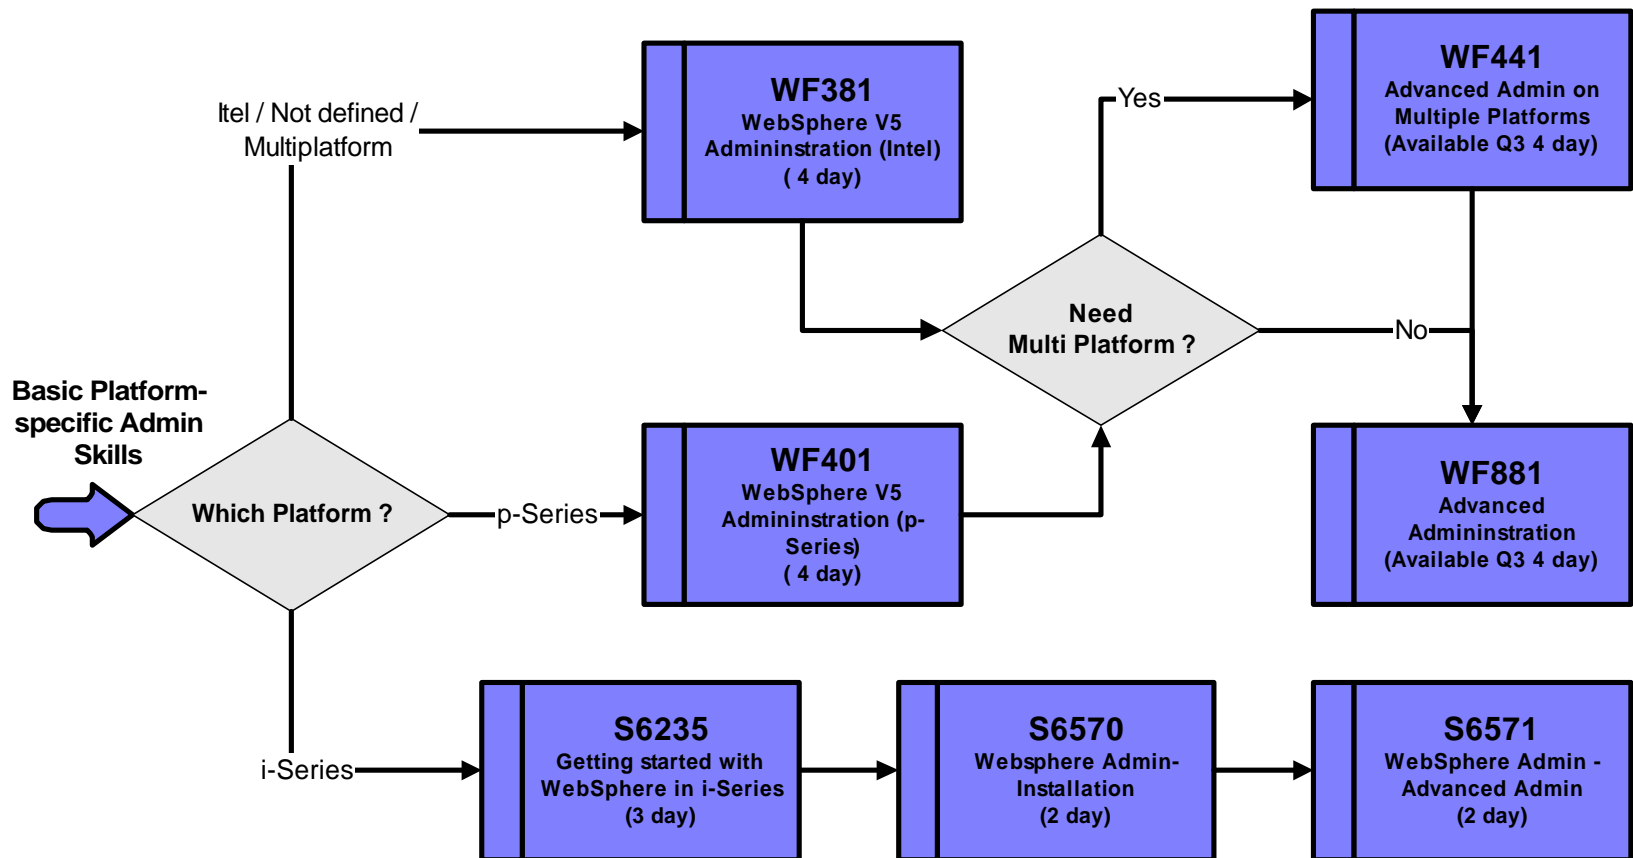 Itel / Not defined /
Multiplatform
WF381
WebSphere V5
Admininstration (Intel)
( 4 day)
Yes
WF441
Advanced Admin on
Multiple Platforms
(Available Q3 4 day)
Need
Multi Platform ?
No
Basic Platform-
specific Admin
Skills
Which Platform ?
p-Series
WF401
WebSphere V5
Admininstration (p-
Series)
( 4 day)
WF881
Advanced
Admininstration
(Available Q3 4 day)
i-Series
S6235
Getting started with
WebSphere in i-Series
(3 day)
S6570
Websphere Admin-
Installation
(2 day)
S6571
WebSphere Admin -
Advanced Admin
(2 day)